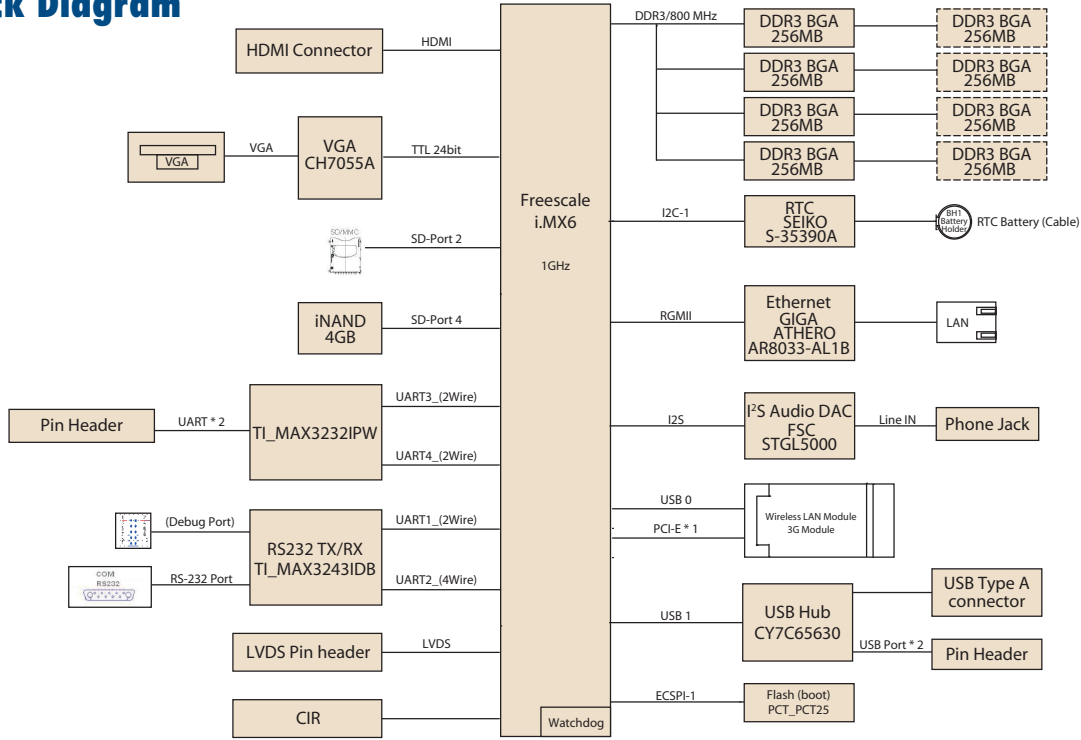 ck Diagram
HDMI Connector
HDMI
VGA
VGA
VGA
CH7055A
TTL 24bit
SD/MMC
SD-Port 2
iNAND
4GB
SD-Port 4
Pin Header
UART * 2
TI_MAX3232IPW
UART3_(2Wire)
UART4_(2Wire)
(Debug Port)
COM
RS232
RS-232 Port
RS232 TX/RX
TI_MAX3243IDB
UART1_(2Wire)
UART2_(4Wire)
LVDS Pin header
LVDS
CIR
Freescale
i.MX6
1GHz
Watchdog
DDR3/800 MHz
DDR3 BGA
256MB
DDR3 BGA
256MB
DDR3 BGA
256MB
DDR3 BGA
256MB
DDR3 BGA
256MB
DDR3 BGA
256MB
DDR3 BGA
256MB
DDR3 BGA
256MB
I2C-1
RTC
SEIKO
S-35390A
BH1
Battery
Holder
RTC Battery (Cable)
RGMII
Ethernet
GIGA
ATHERO
AR8033-AL1B
LAN
I2S
I²S Audio DAC
FSC
STGL5000
Line IN
Phone Jack
USB 0
PCI-E * 1
Wireless LAN Module
3G Module
USB 1
USB Hub
CY7C65630
USB Type A
connector
USB Port * 2
Pin Header
ECSPI-1
Flash (boot)
PCT_PCT25